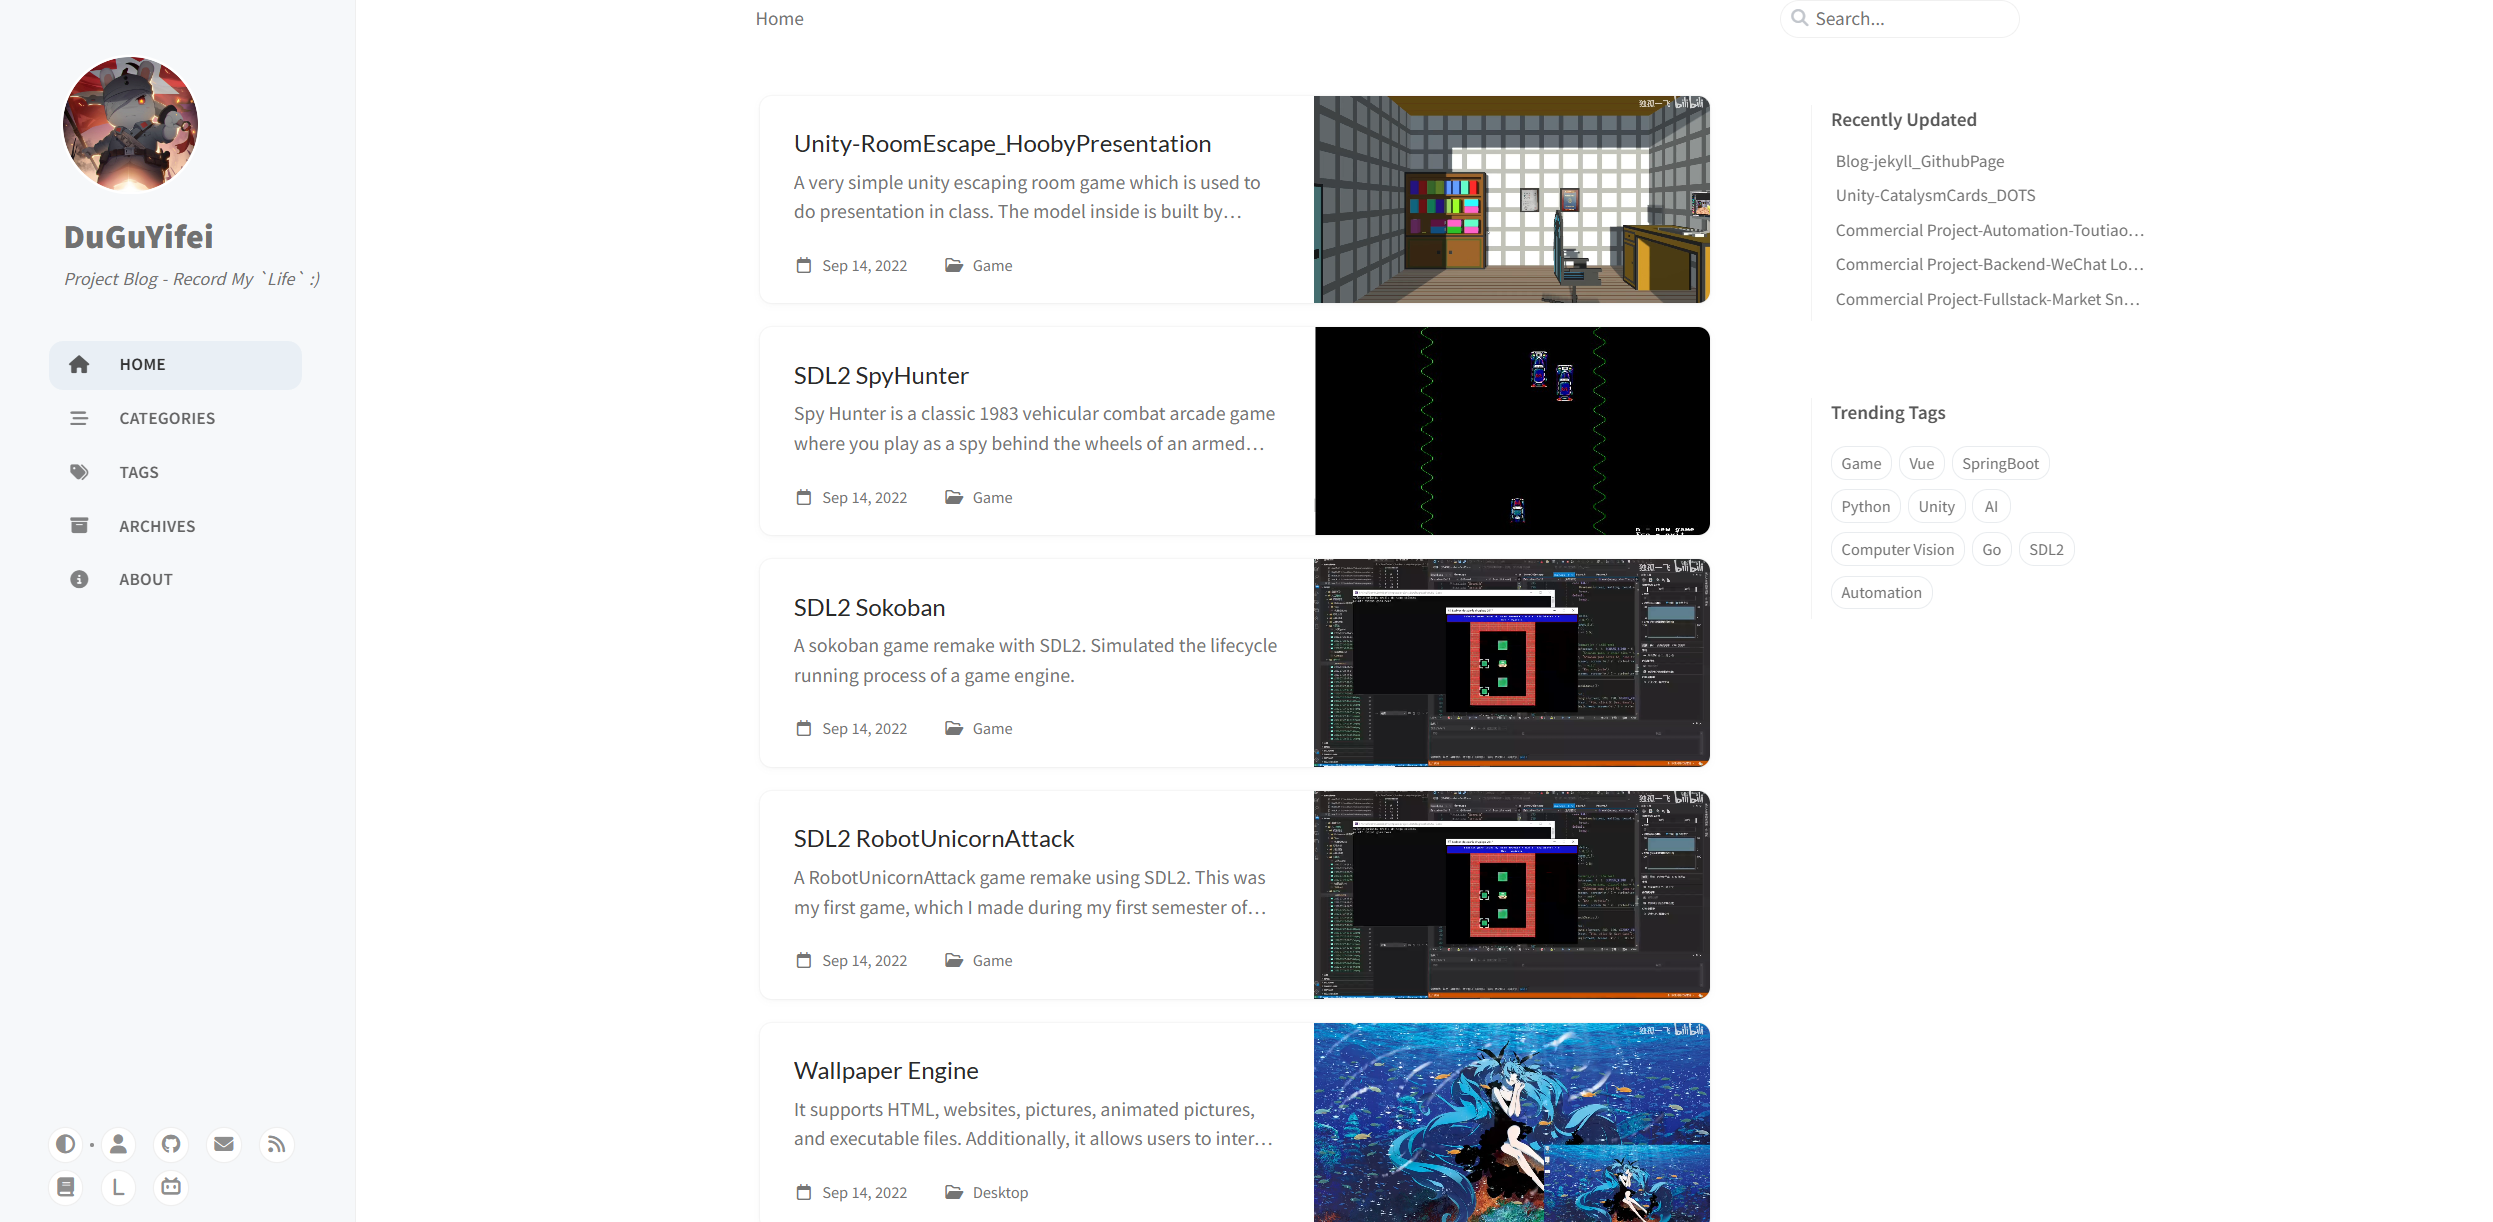 DuGuYifei
Project Blog - Record My `Life` :)
HOME
CATEGORIES
TAGS
ARCHIVES
ABOUT
L
Home
Search...
Unity-RoomEscape_HoobyPresentation
A very simple unity escaping room game which is used to
do presentation in class. The model inside is built by…
Sep 14, 2022 Game
SDL2 SpyHunter
Spy Hunter is a classic 1983 vehicular combat arcade game
where you play as a spy behind the wheels of an armed…
Sep 14, 2022 Game
SDL2 Sokoban
A sokoban game remake with SDL2. Simulated the lifecycle
running process of a game engine.
Sep 14, 2022 Game
SDL2 RobotUnicornAttack
A RobotUnicornAttack game remake using SDL2. This was
my first game, which I made during my first semester of…
Sep 14, 2022 Game
Wallpaper Engine
It supports HTML, websites, pictures, animated pictures,
and executable files. Additionally, it allows users to inter…
Sep 14, 2022 Desktop
Recently Updated
Blog-jekyll_GithubPage
Unity-CatalysmCards_DOTS
Commercial Project-Automation-Toutiao…
Commercial Project-Backend-WeChat Lo…
Commercial Project-Fullstack-Market Sn…
Trending Tags
Game Vue SpringBoot
Python Unity AI
Computer Vision Go SDL2
Automation